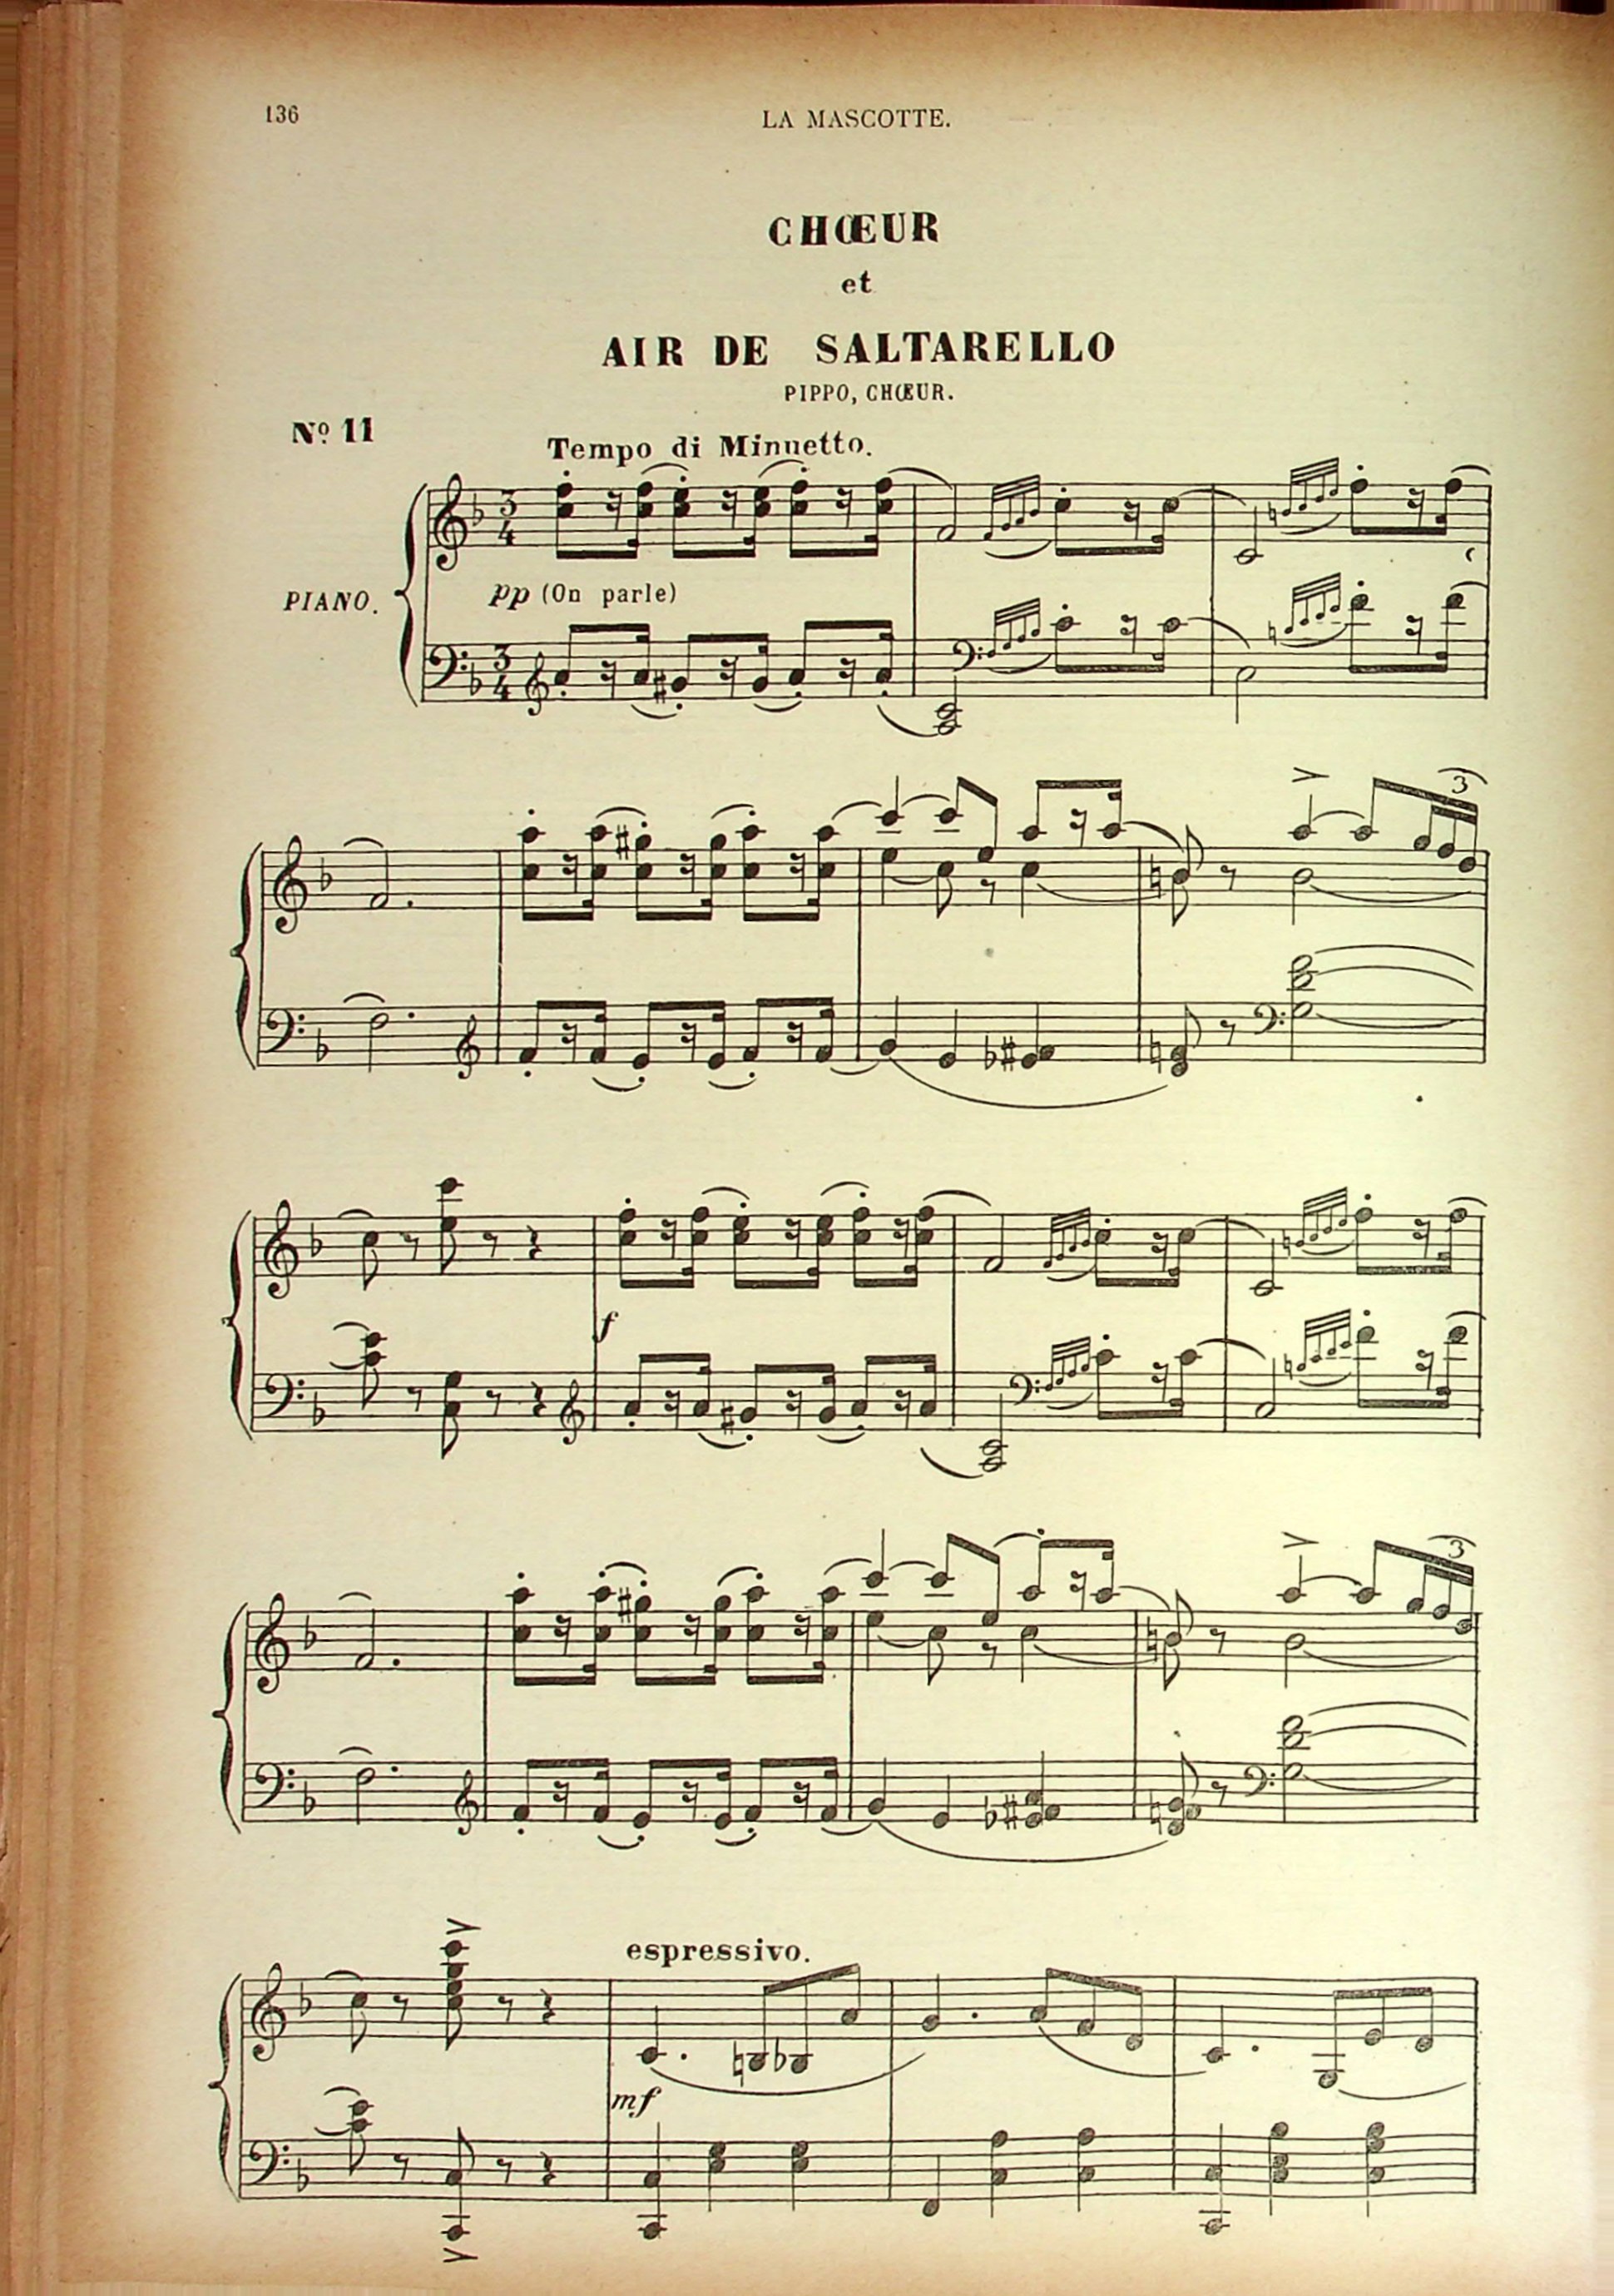 136
LA MASCOTTE.
CHŒUR
et
AIR DE SALTARELLO
PIPPO, CHŒUR.
Nº 11
Tempo di Minuetto.
PIANO.
pp (On parle)
3
f
3
espressivo.
mf